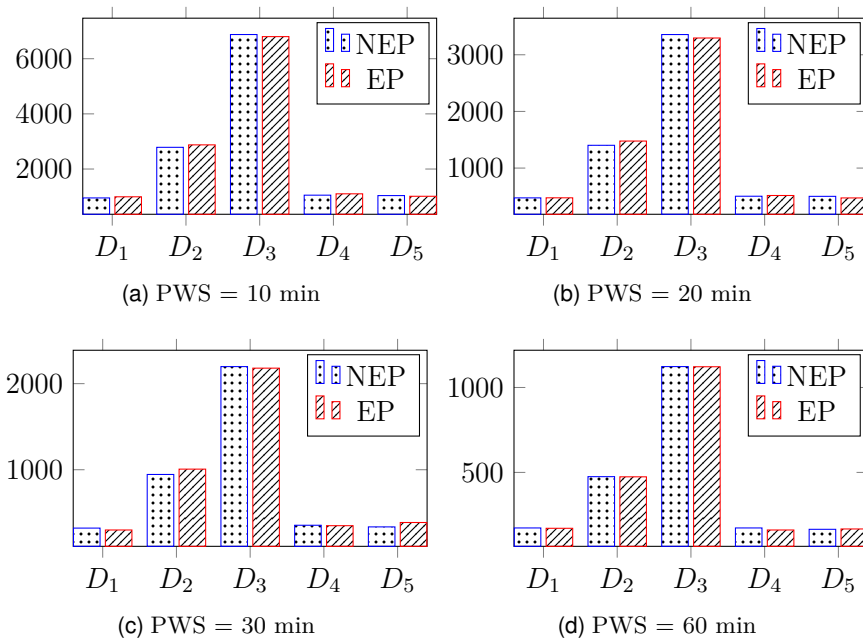 6000
4000
2000
NEP
EP
D1 D2 D3 D4 D5
(a) PWS = 10 min
3000
2000
1000
NEP
EP
D1 D2 D3 D4 D5
(b) PWS = 20 min
2000
1000
NEP
EP
D1 D2 D3 D4 D5
(c) PWS = 30 min
1000
500
NEP
EP
D1 D2 D3 D4 D5
(d) PWS = 60 min